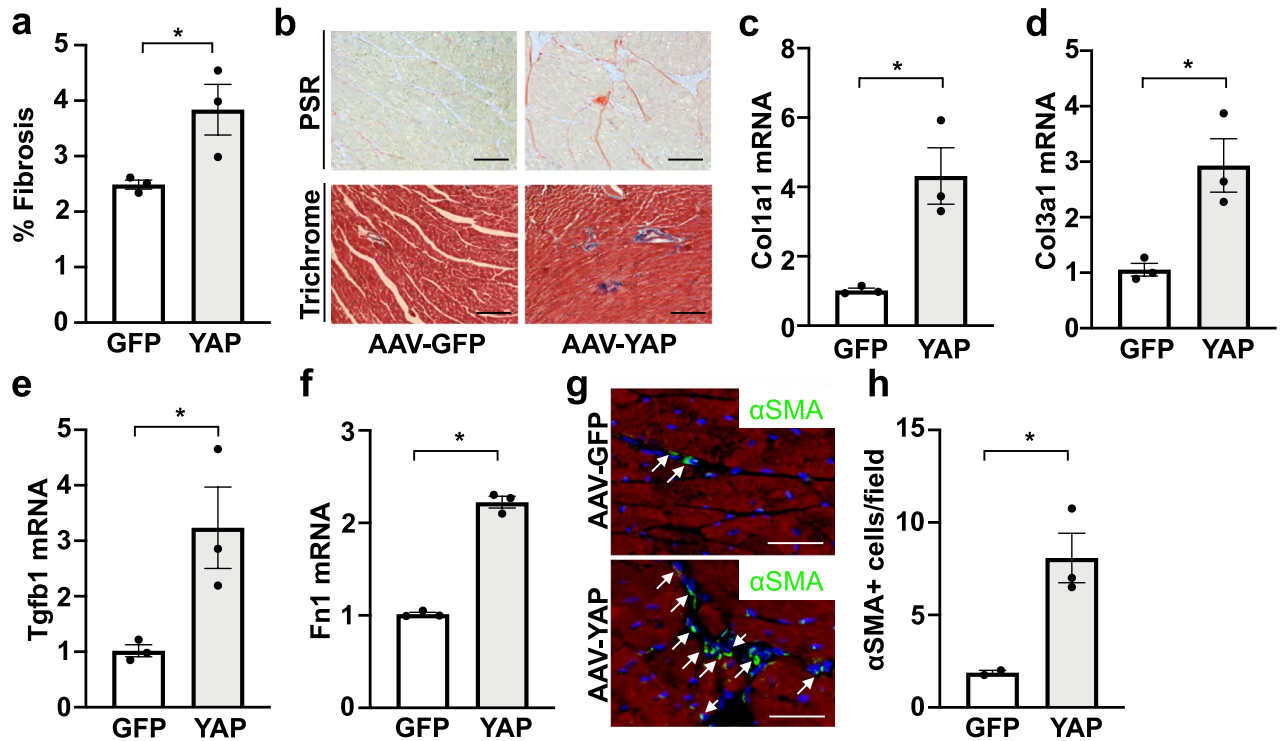 a
% Fibrosis
5
4
3
2
1
0
*
GFP YAP
b
PSR
Trichrome
AAV-GFP AAV-YAP
c
Col1a1 mRNA
8
6
4
2
0
*
GFP YAP
d
Col3a1 mRNA
5
4
3
2
1
0
*
GFP YAP
e
Tgfb1 mRNA
5
4
3
2
1
0
*
GFP YAP
f
Fn1 mRNA
3
2
1
0
*
GFP YAP
g
AAV-GFP
αSMA
AAV-YAP
αSMA
h
αSMA+ cells/field
15
10
5
0
*
GFP YAP